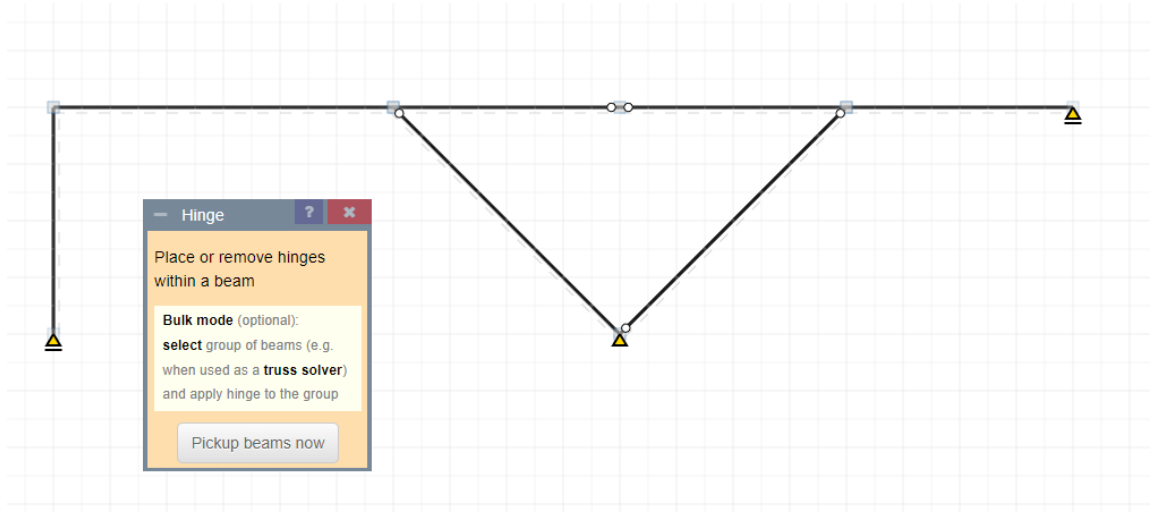 Hinge ? ✖
Place or remove hinges
within a beam
Bulk mode (optional):
select group of beams (e.g.
when used as a truss solver)
and apply hinge to the group
Pickup beams now